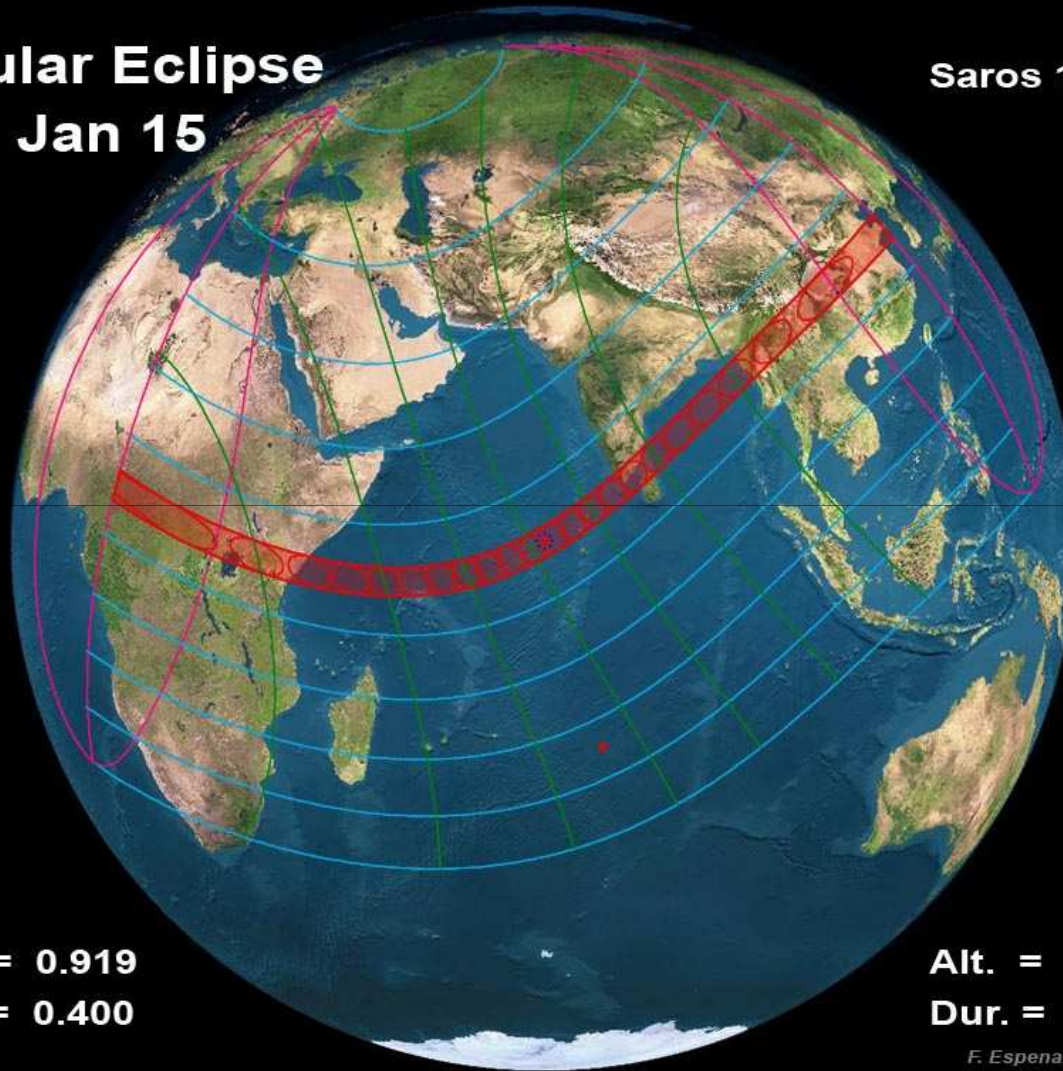 ular Eclipse
Jan 15
Saros 1
= 0.919
= 0.400
Alt. =
Dur. =
F. Espena